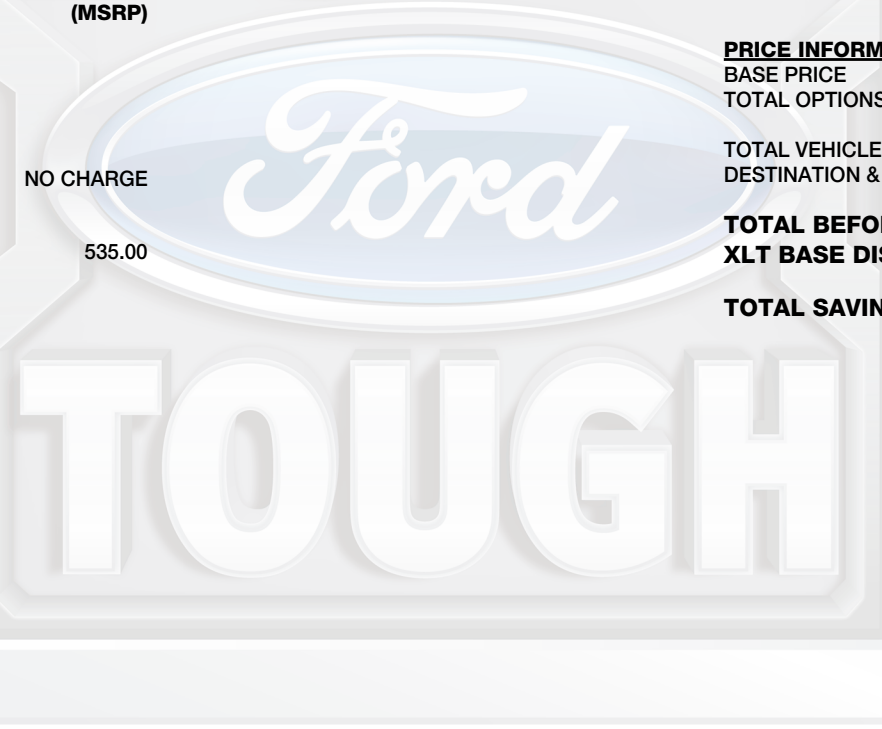 (MSRP)
NO CHARGE
535.00
PRICE INFORM
BASE PRICE
TOTAL OPTIONS
TOTAL VEHICLE
DESTINATION &
TOTAL BEFO
XLT BASE DIS
TOTAL SAVIN
Ford
TOUGH